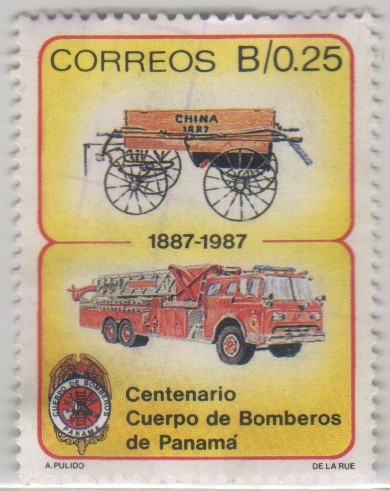 CORREOS B/0.25
CHINA
1887
1887-1987
CUERPO DE BOMBEROS
PANAMA
Centenario
Cuerpo de Bomberos
de Panamá
A.PULIDO DE LA RUE